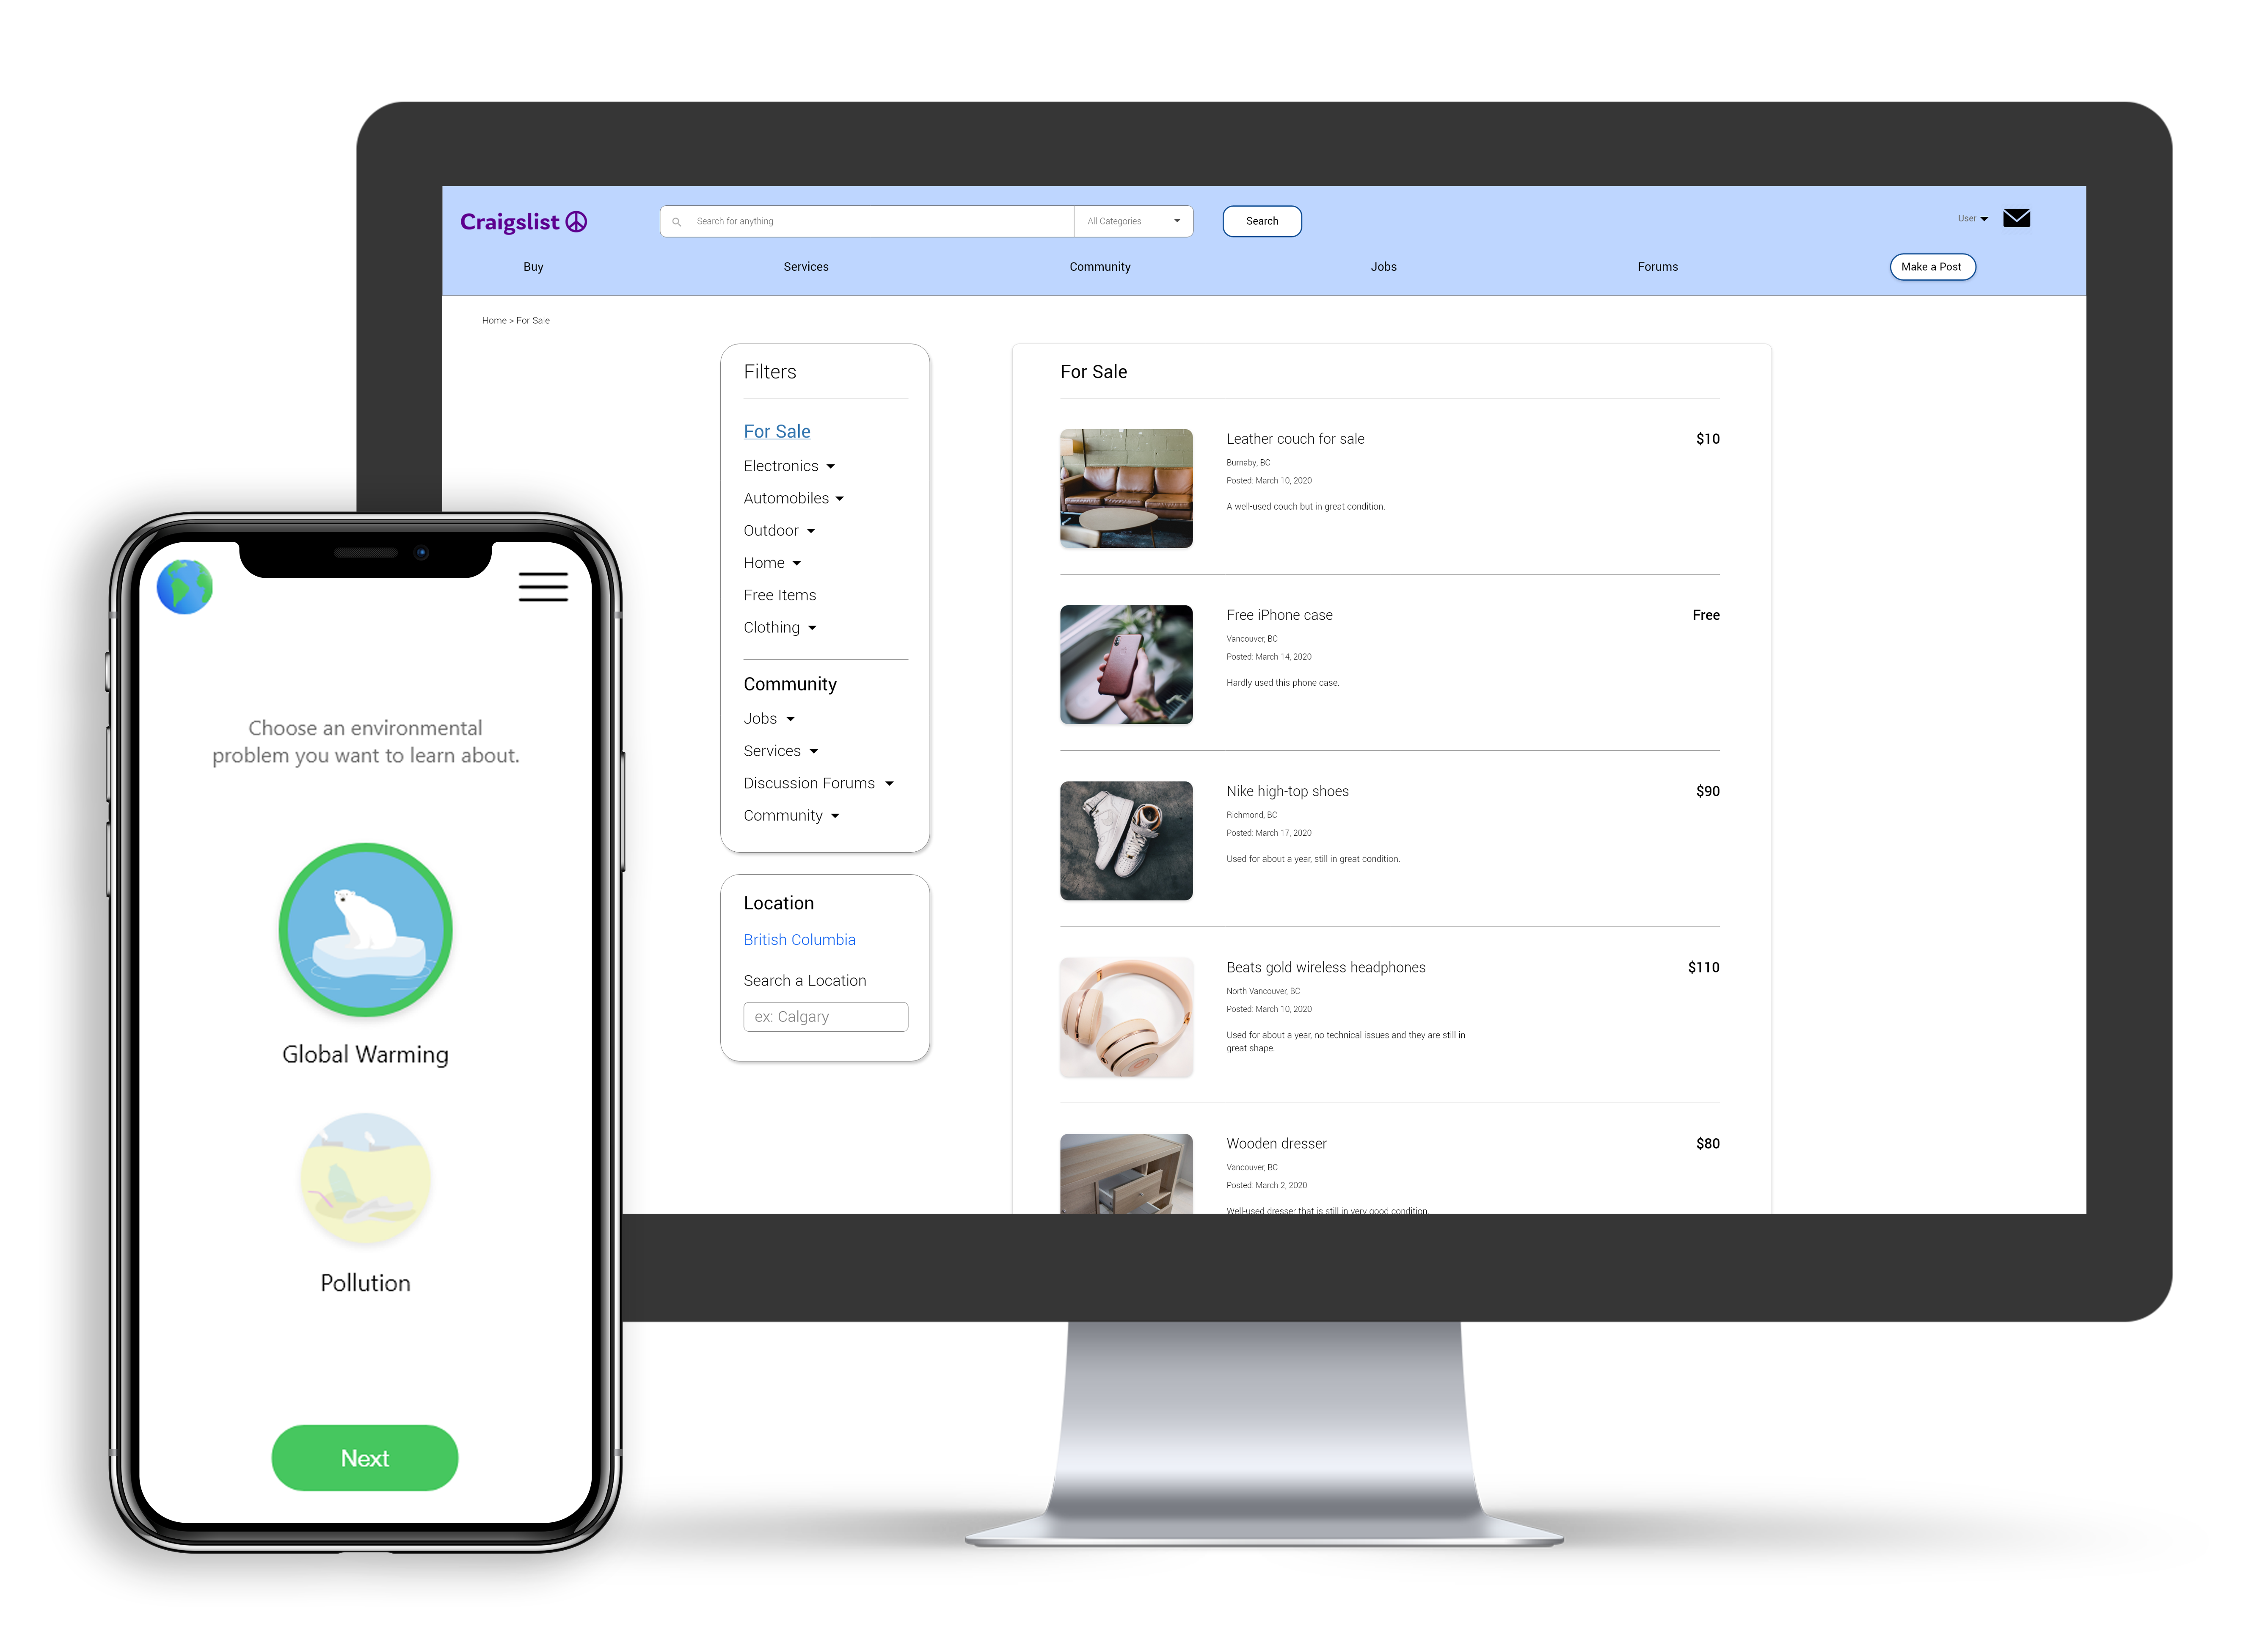 Craigslist
Search for anything
All Categories
Search
User
Buy
Services
Community
Jobs
Forums
Make a Post
Home > For Sale
Filters
For Sale
Electronics
Automobiles
Outdoor
Home
Free Items
Clothing
Community
Jobs
Services
Discussion Forums
Community
Location
British Columbia
Search a Location
ex: Calgary
For Sale
Leather couch for sale
$10
Burnaby, BC
Posted: March 10, 2020
A well-used couch but in great condition.
Free iPhone case
Free
Vancouver, BC
Posted: March 14, 2020
Hardly used this phone case.
Nike high-top shoes
$90
Richmond, BC
Posted: March 17, 2020
Used for about a year, still in great condition.
Beats gold wireless headphones
$110
North Vancouver, BC
Posted: March 10, 2020
Used for about a year, no technical issues and they are still in
great shape.
Wooden dresser
$80
Vancouver, BC
Posted: March 2, 2020
Well-used dresser that is still in very good condition.
Choose an environmental
problem you want to learn about.
Global Warming
Pollution
Next